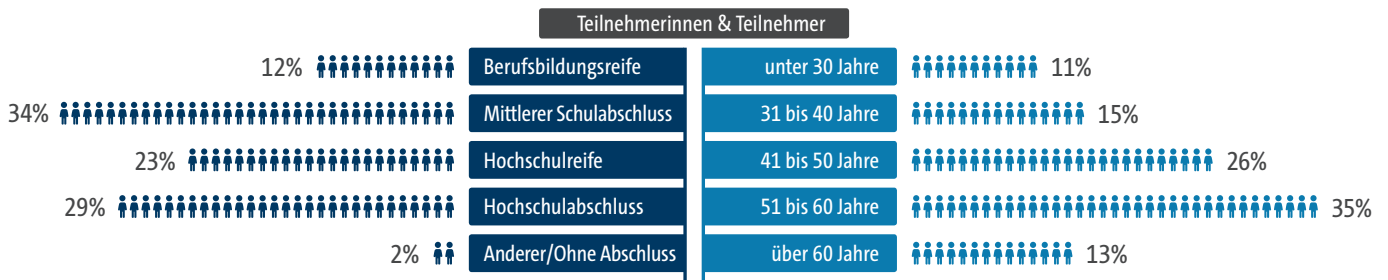 Teilnehmerinnen & Teilnehmer
12% Berufsbildungsreife unter 30 Jahre 11%
34% Mittlerer Schulabschluss 31 bis 40 Jahre 15%
23% Hochschulreife 41 bis 50 Jahre 26%
29% Hochschulabschluss 51 bis 60 Jahre 35%
2% Anderer/Ohne Abschluss über 60 Jahre 13%